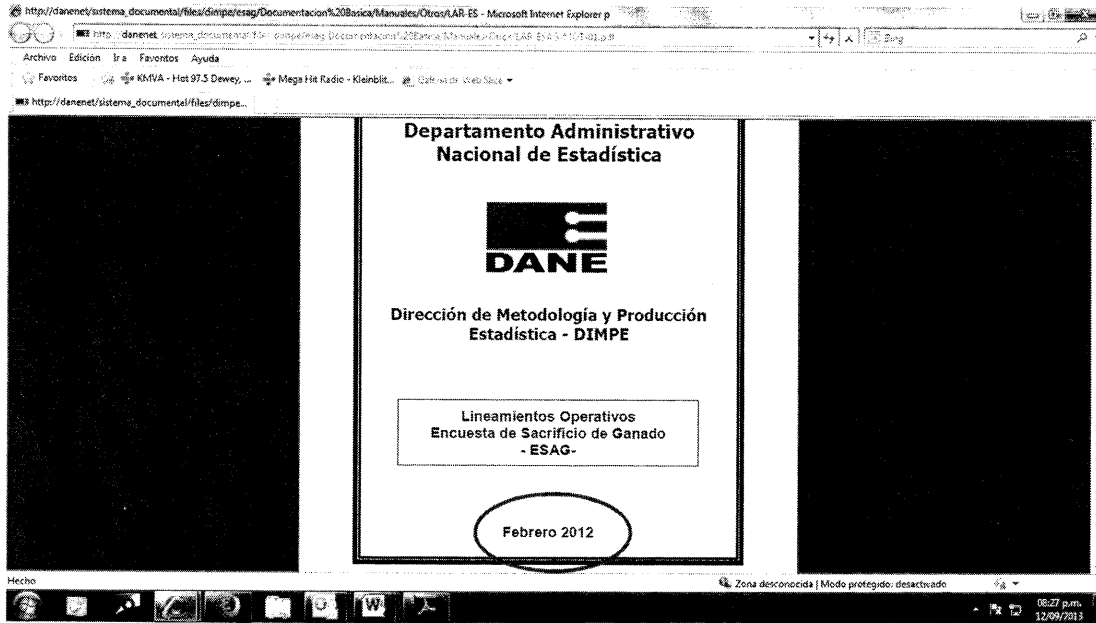 http://danenet/sistema_documental/files/dimpe/esag/Documentacion%20Basica/Manuales/Otros/LAR-ES - Microsoft Internet Explorer p
Bing
Archivo Edición Ir a Favoritos Ayuda
Favoritos KMVA - Hot 97.5 Dewey, ... Mega Hit Radio - Kleinblit...
http://danenet/sistema_documental/files/dimpe...
Departamento Administrativo
Nacional de Estadística
DANE
Dirección de Metodología y Producción
Estadística - DIMPE
Lineamientos Operativos
Encuesta de Sacrificio de Ganado
- ESAG-
Febrero 2012
Hecho
Zona desconocida | Modo protegido: desactivado
08:27 p.m.
12/09/2013